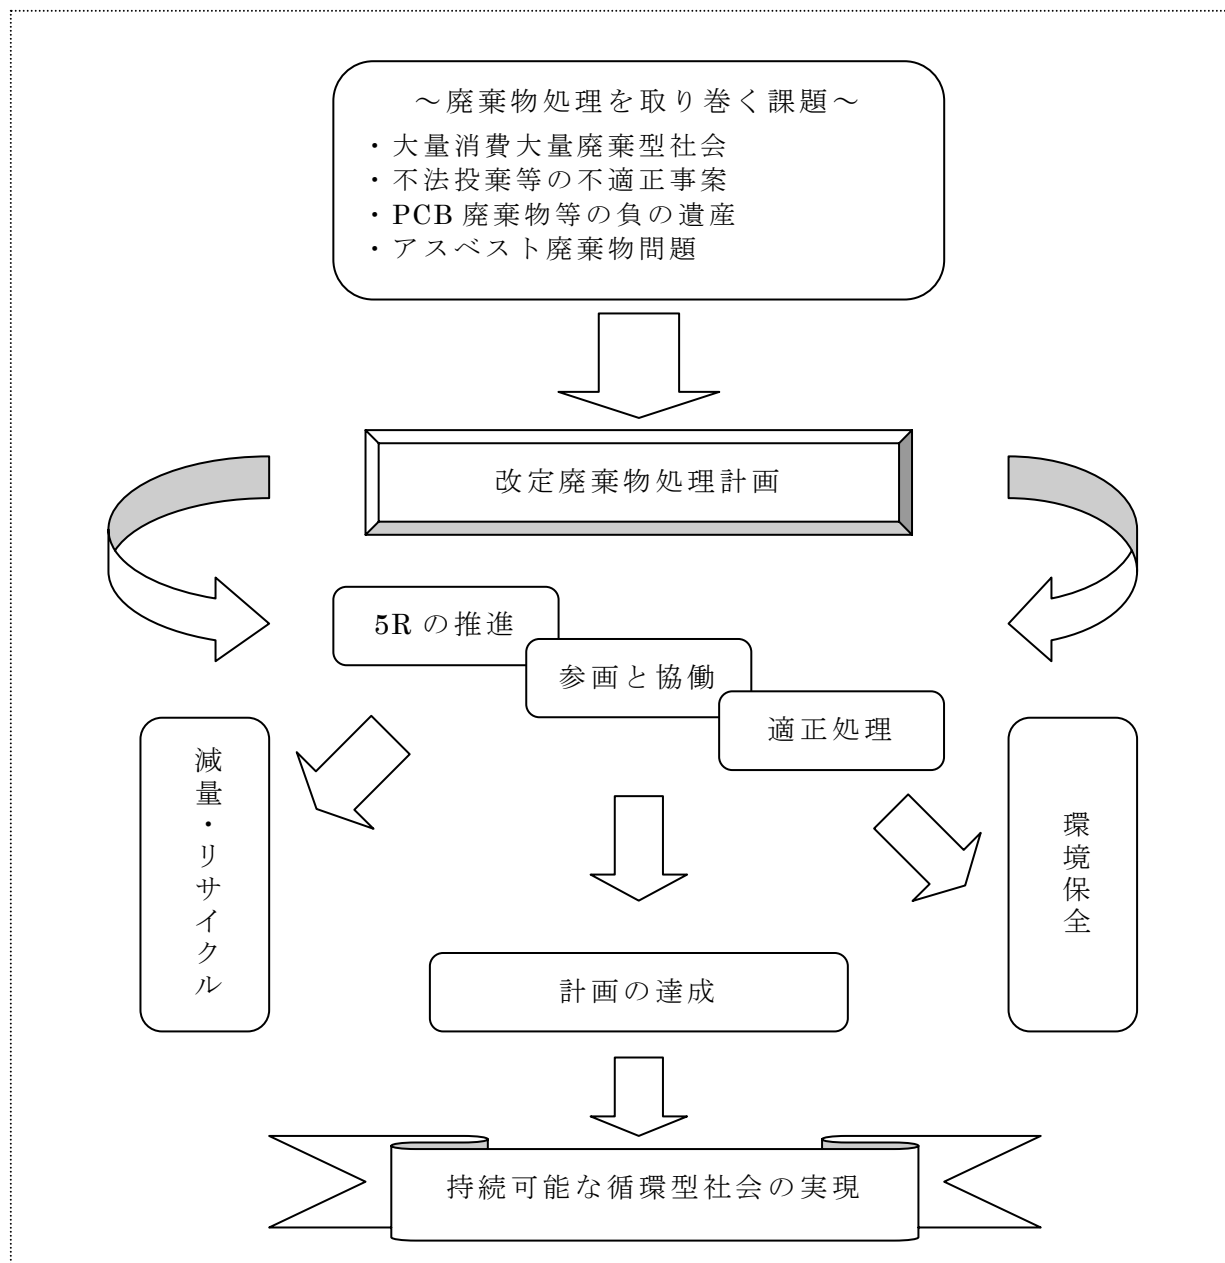 ～廃棄物処理を取り巻く課題～
・大量消費大量廃棄型社会
・不法投棄等の不適正事案
・PCB 廃棄物等の負の遺産
・アスベスト廃棄物問題
改定廃棄物処理計画
5R の推進
参画と協働
適正処理
減量・リサイクル
環境保全
計画の達成
持続可能な循環型社会の実現